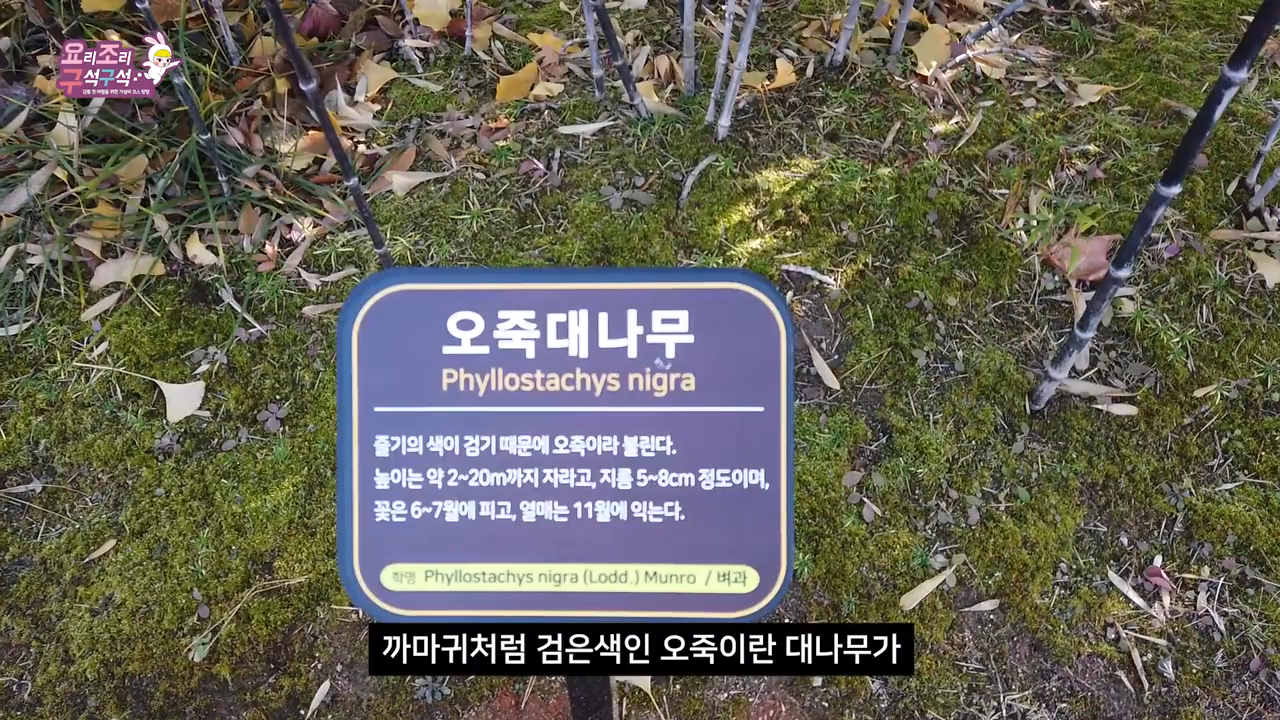 요리조리
구석구석
오죽대나무
Phyllostachys nigra
줄기의 색이 검기 때문에 오죽이라 불린다.
높이는 약 2~20m까지 자라고, 지름 5~8cm 정도이며,
꽃은 6~7월에 피고, 열매는 11월에 익는다.
학명 Phyllostachys nigra (Lodd.) Munro / 벼과
까마귀처럼 검은색인 오죽이란 대나무가